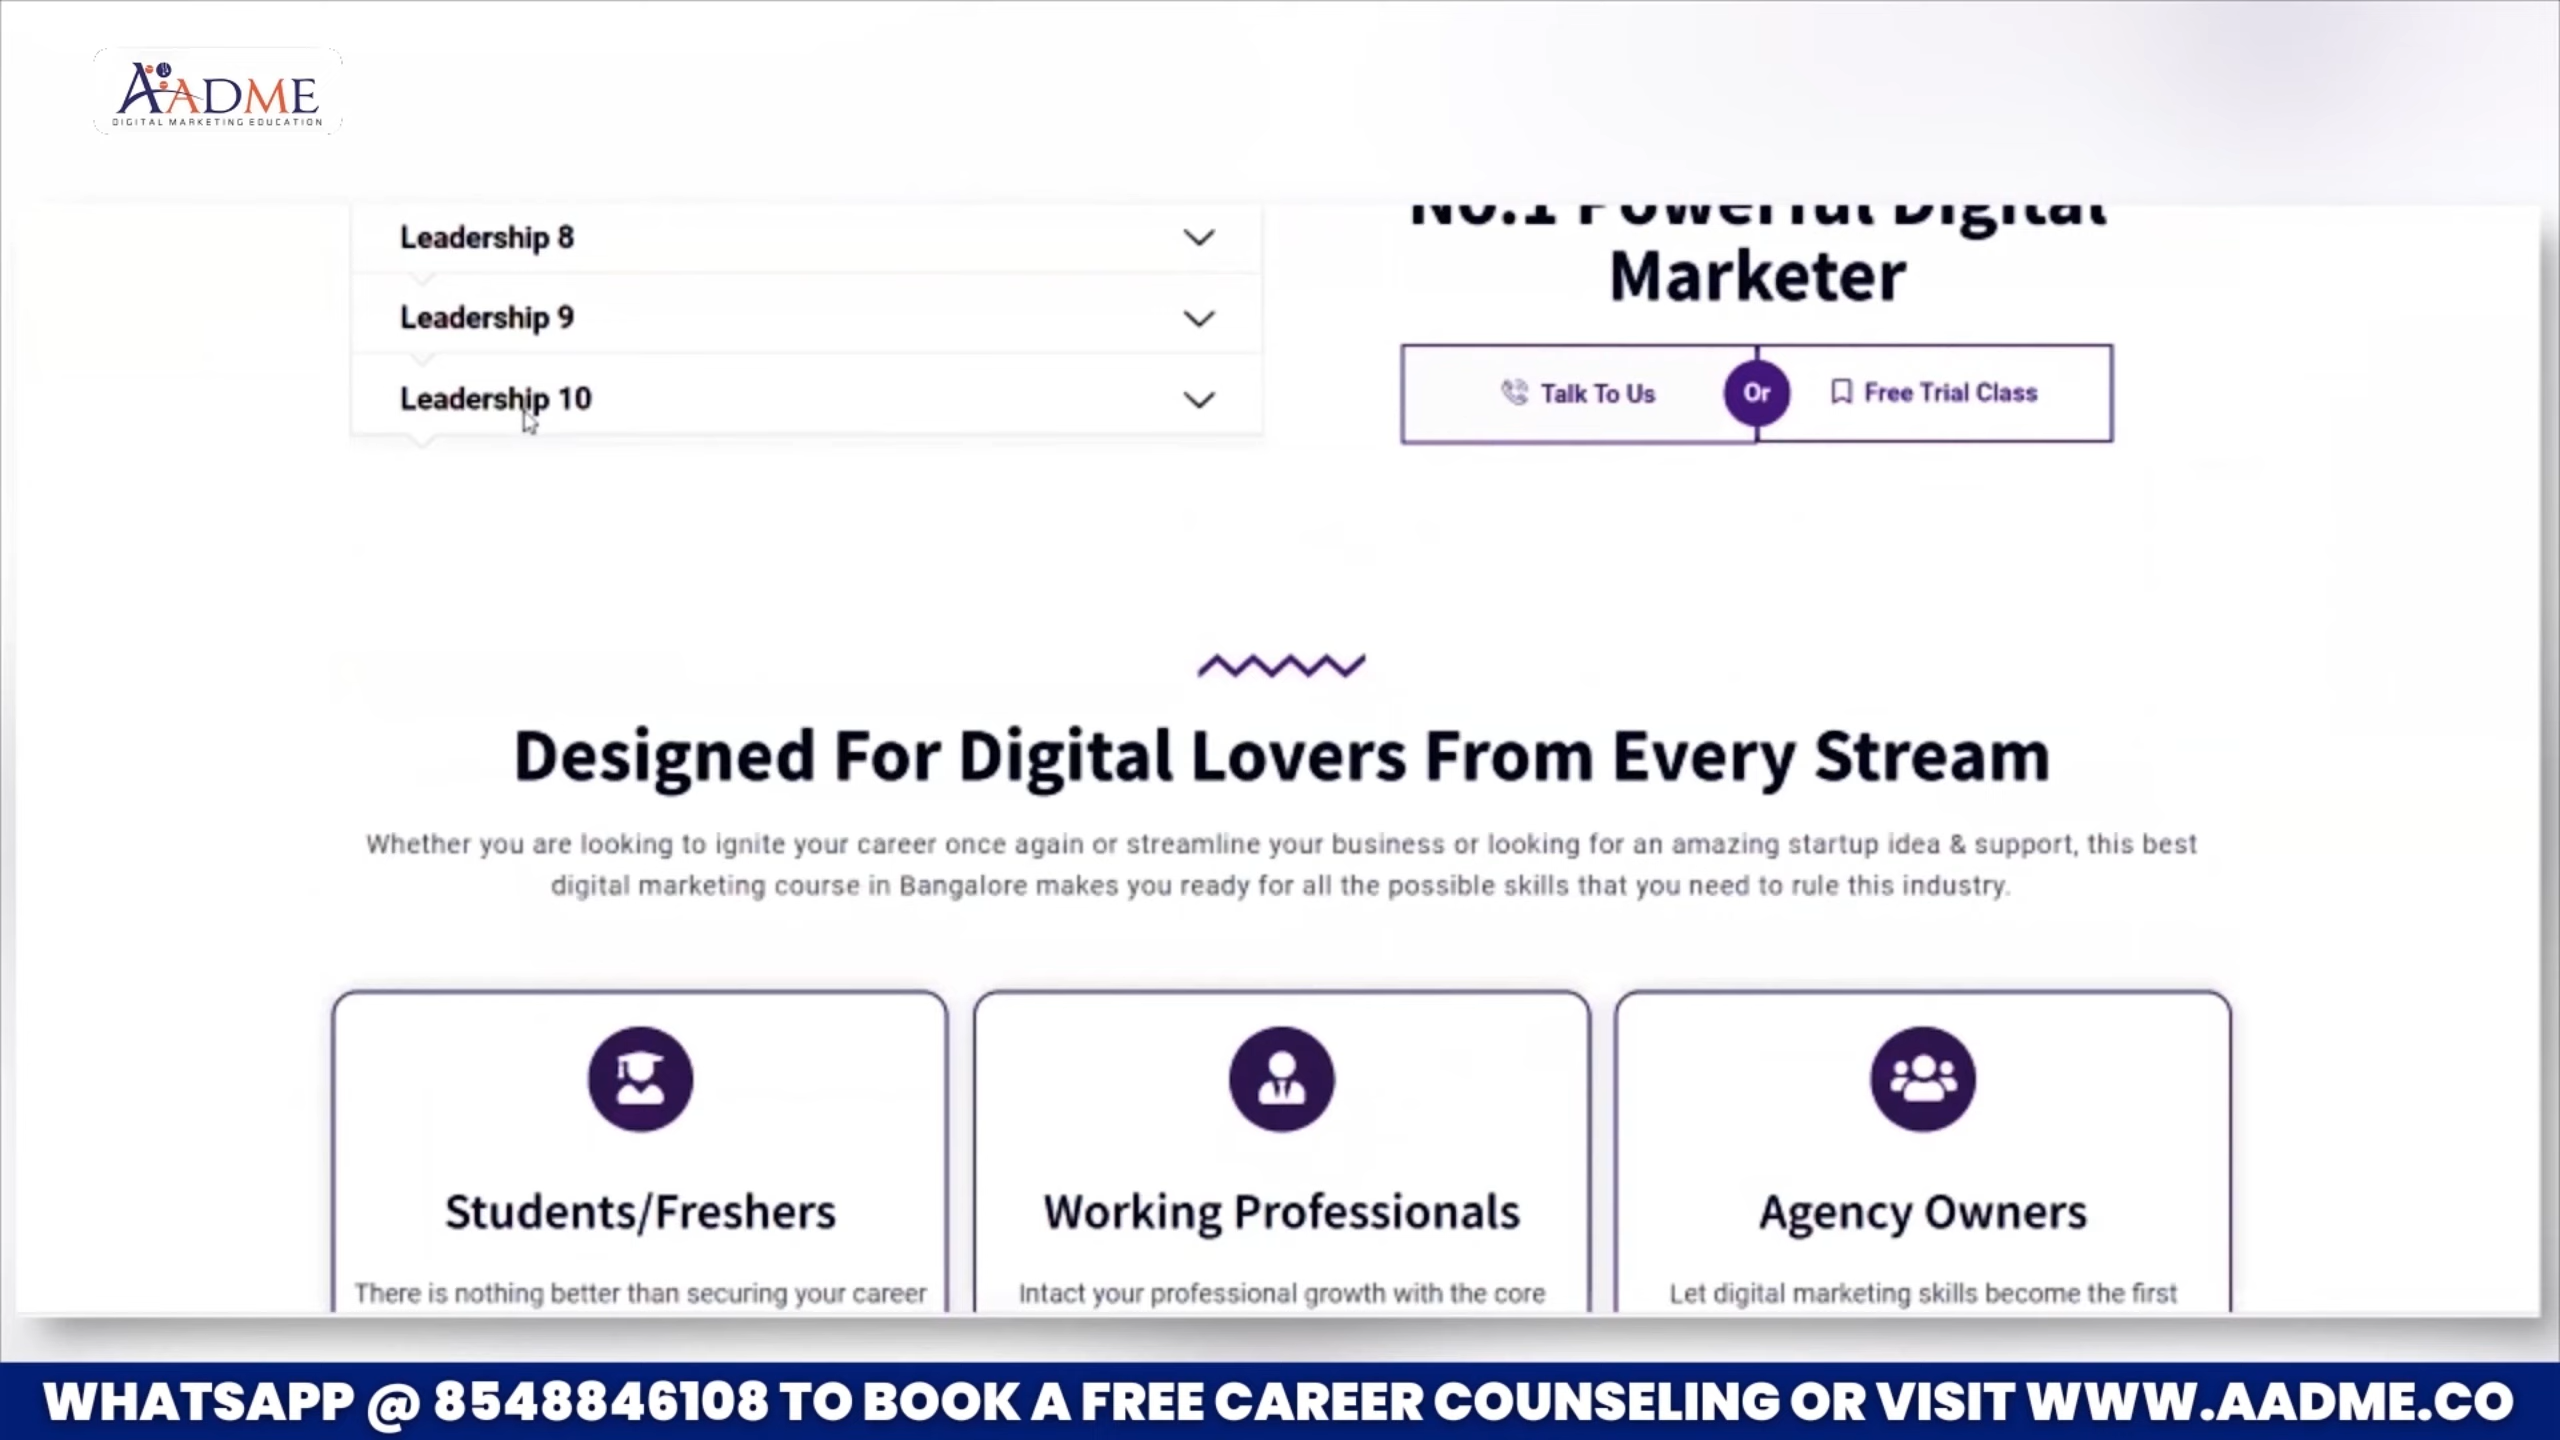 AADME
DIGITAL MARKETING EDUCATION
Leadership 8
Leadership 9
Leadership 10
No.1 Powerful Digital
Marketer
Talk To Us
Or
Free Trial Class
Designed For Digital Lovers From Every Stream
Whether you are looking to ignite your career once again or streamline your business or looking for an amazing startup idea & support, this best
digital marketing course in Bangalore makes you ready for all the possible skills that you need to rule this industry.
Students/Freshers
There is nothing better than securing your career
Working Professionals
Intact your professional growth with the core
Agency Owners
Let digital marketing skills become the first
WHATSAPP @ 8548846108 TO BOOK A FREE CAREER COUNSELING OR VISIT WWW.AADME.CO